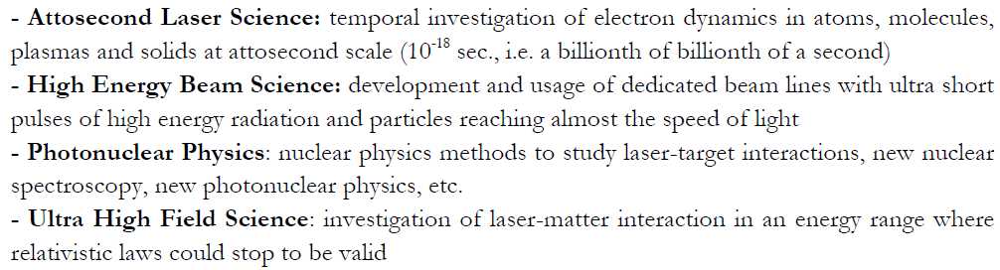 - Attosecond Laser Science: temporal investigation of electron dynamics in atoms, molecules,
plasmas and solids at attosecond scale (10⁻¹⁸ sec., i.e. a billionth of billionth of a second)
- High Energy Beam Science: development and usage of dedicated beam lines with ultra short
pulses of high energy radiation and particles reaching almost the speed of light
- Photonuclear Physics: nuclear physics methods to study laser-target interactions, new nuclear
spectroscopy, new photonuclear physics, etc.
- Ultra High Field Science: investigation of laser-matter interaction in an energy range where
relativistic laws could stop to be valid